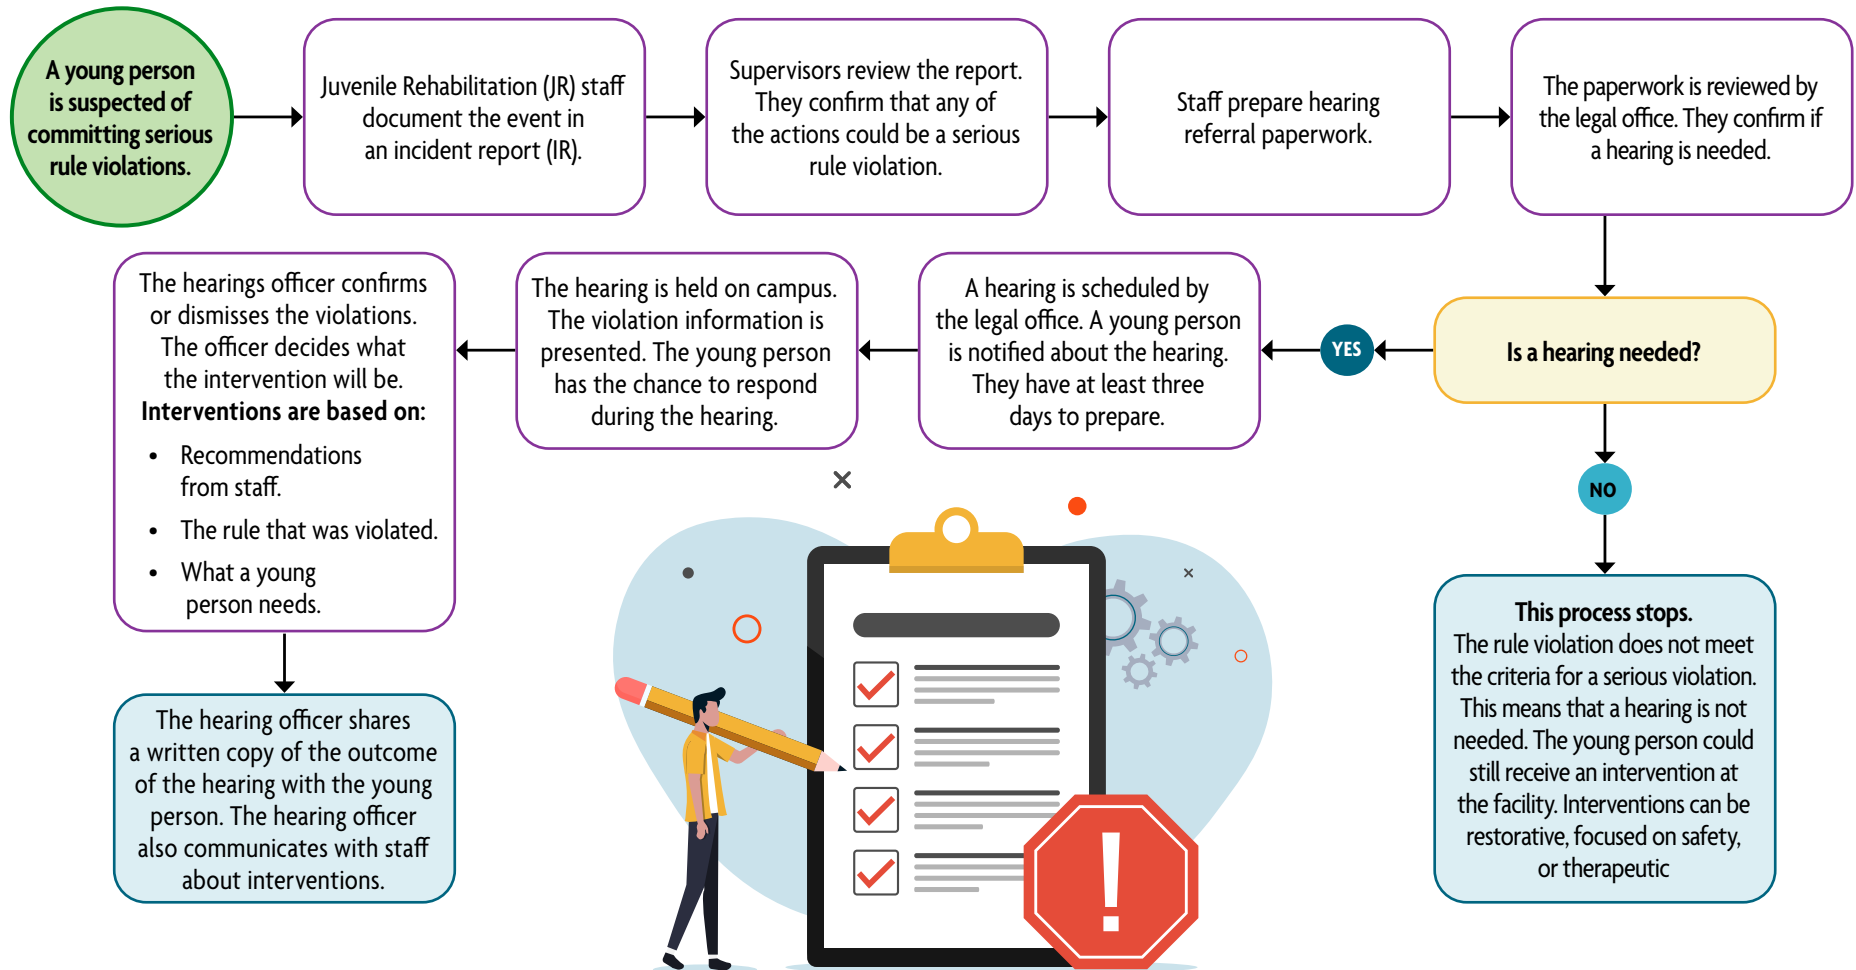 A young person
is suspected of
committing serious
rule violations.
Juvenile Rehabilitation (JR) staff
document the event in
an incident report (IR).
Supervisors review the report.
They confirm that any of
the actions could be a serious
rule violation.
Staff prepare hearing
referral paperwork.
The paperwork is reviewed by
the legal office. They confirm if
a hearing is needed.
Is a hearing needed?
YES
A hearing is scheduled by
the legal office. A young person
is notified about the hearing.
They have at least three
days to prepare.
The hearing is held on campus.
The violation information is
presented. The young person
has the chance to respond
during the hearing.
The hearings officer confirms
or dismisses the violations.
The officer decides what
the intervention will be.
Interventions are based on:
• Recommendations
from staff.
• The rule that was violated.
• What a young
person needs.
The hearing officer shares
a written copy of the outcome
of the hearing with the young
person. The hearing officer
also communicates with staff
about interventions.
NO
This process stops.
The rule violation does not meet
the criteria for a serious violation.
This means that a hearing is not
needed. The young person could
still receive an intervention at
the facility. Interventions can be
restorative, focused on safety,
or therapeutic
!